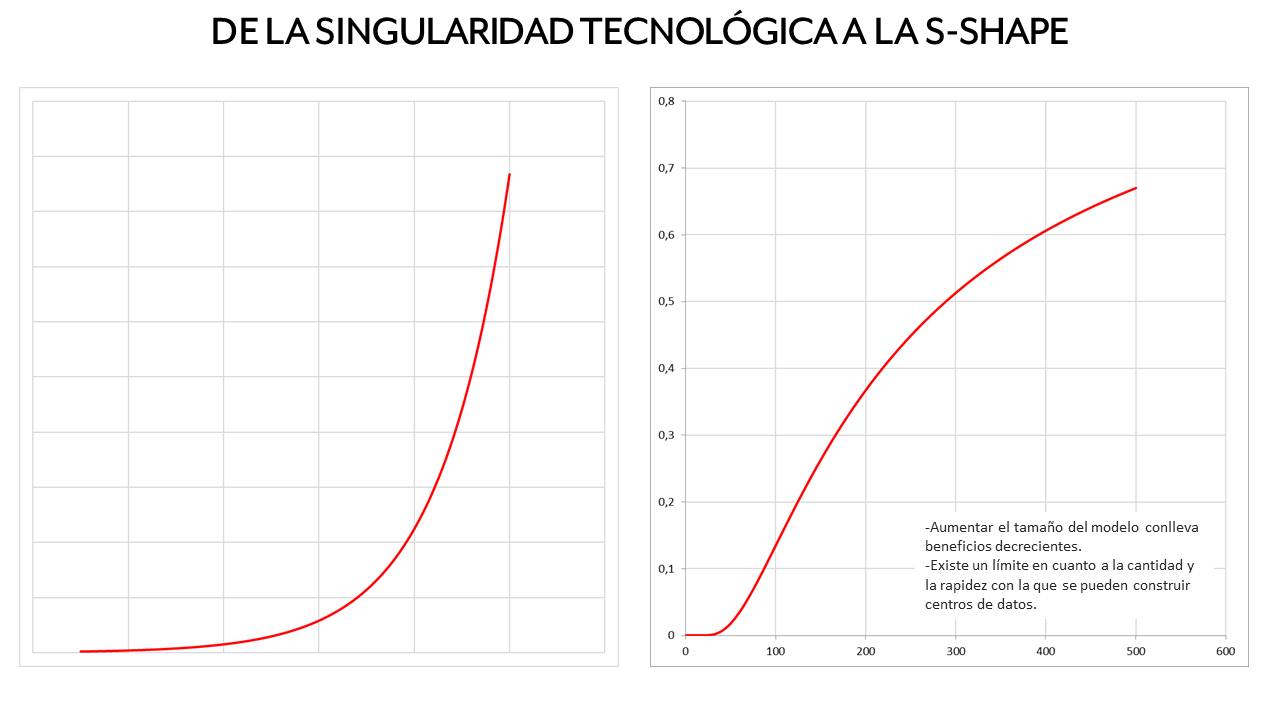 DE LA SINGULARIDAD TECNOLÓGICA A LA S-SHAPE
0,8
0,7
0,6
0,5
0,4
0,3
0,2
0,1
0
0 100 200 300 400 500 600
-Aumentar el tamaño del modelo conlleva
beneficios decrecientes.
-Existe un límite en cuanto a la cantidad y
la rapidez con la que se pueden construir
centros de datos.